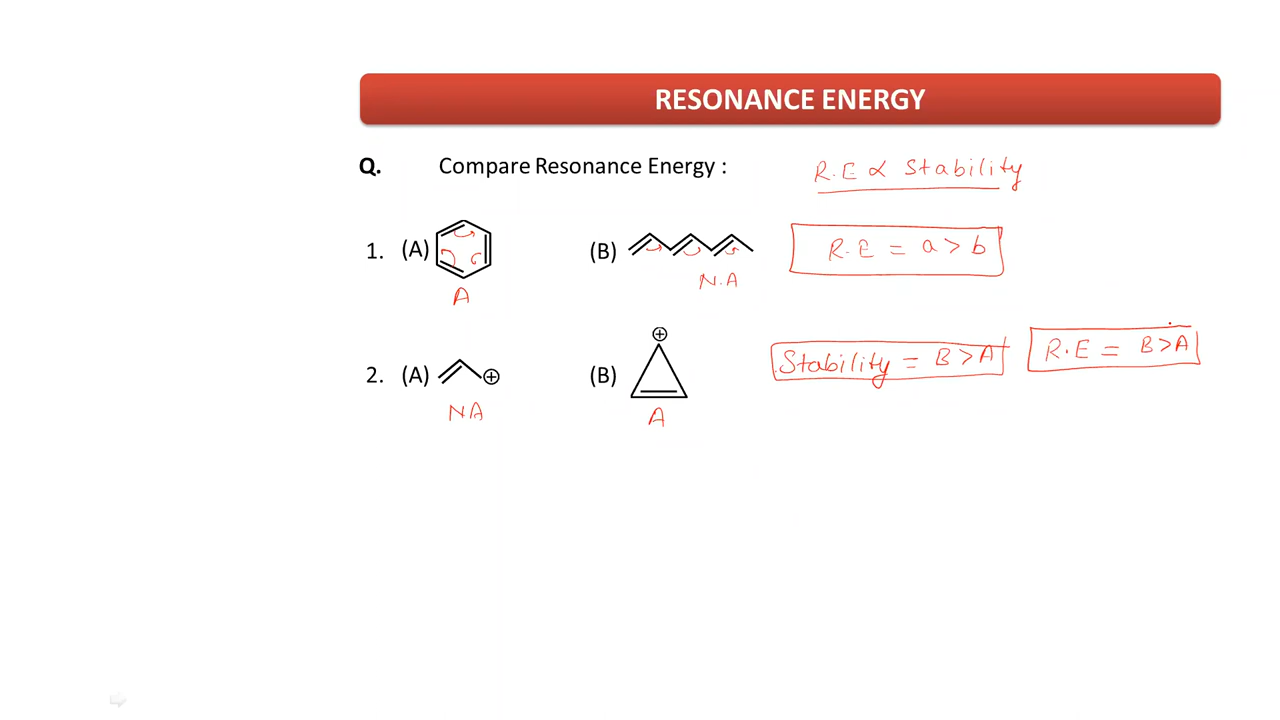 RESONANCE ENERGY
Q. Compare Resonance Energy : R.E ∝ Stability
1. (A) (B) R.E = a > b
A N.A
⊕
2. (A) ⊕ (B) Stability = B > A R.E = B > A
NA A